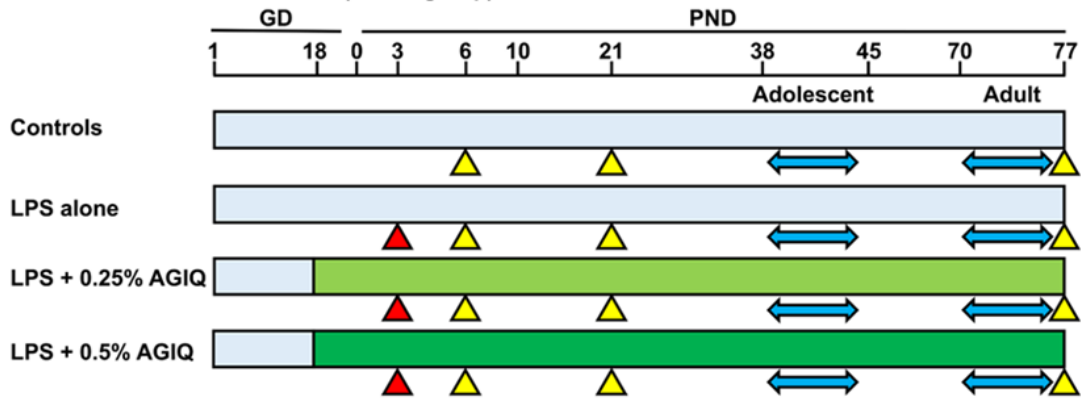 GD PND
1 18 0 3 6 10 21 38 45 70 77
Adolescent Adult
Controls
LPS alone
LPS + 0.25% AGIQ
LPS + 0.5% AGIQ